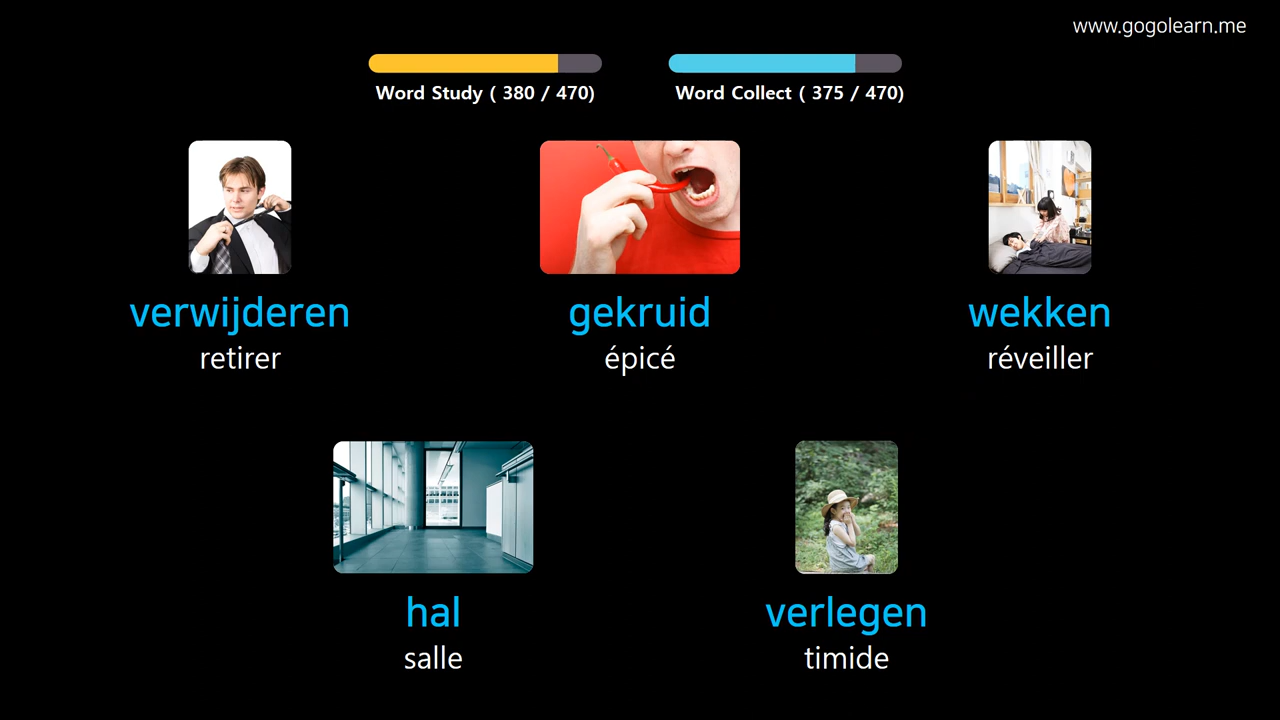 www.gogolearn.me
Word Study ( 380 / 470)
Word Collect ( 375 / 470)
verwijderen
retirer
gekruid
épicé
wekken
réveiller
hal
salle
verlegen
timide